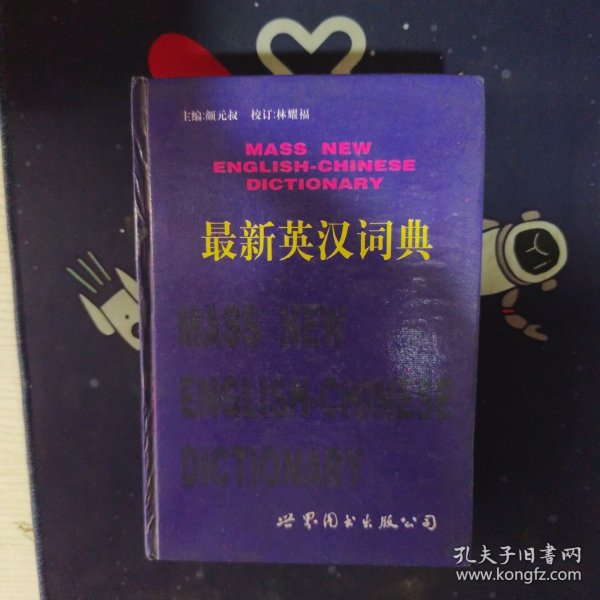 主编:颜元叔 校订:林耀福
MASS NEW
ENGLISH-CHINESE
DICTIONARY
最新英汉词典
MASS NEW
ENGLISH-CHINESE
DICTIONARY
世界图书出版公司
孔夫子旧书网
www.kongfz.com